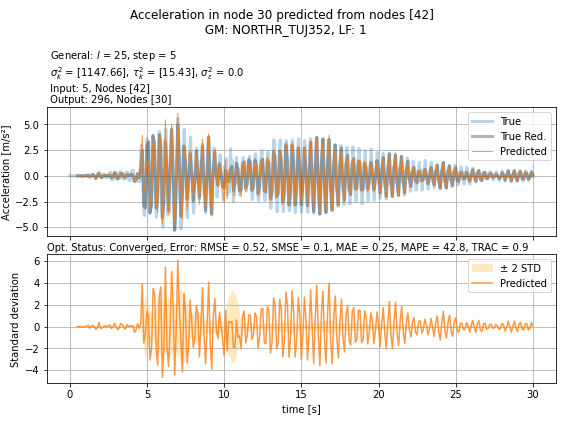 Acceleration in node 30 predicted from nodes [42]
GM: NORTHR_TUJ352, LF: 1
General: l = 25, step = 5
σ²ₖ = [1147.66], τ²ₖ = [15.43], σ²_ε = 0.0
Input: 5, Nodes [42]
Output: 296, Nodes [30]
Acceleration [m/s²]
5.0
2.5
0.0
−2.5
−5.0
True
True Red.
Predicted
Opt. Status: Converged, Error: RMSE = 0.52, SMSE = 0.1, MAE = 0.25, MAPE = 42.8, TRAC = 0.9
Standard deviation
6
4
2
0
−2
−4
± 2 STD
Predicted
0 5 10 15 20 25 30
time [s]